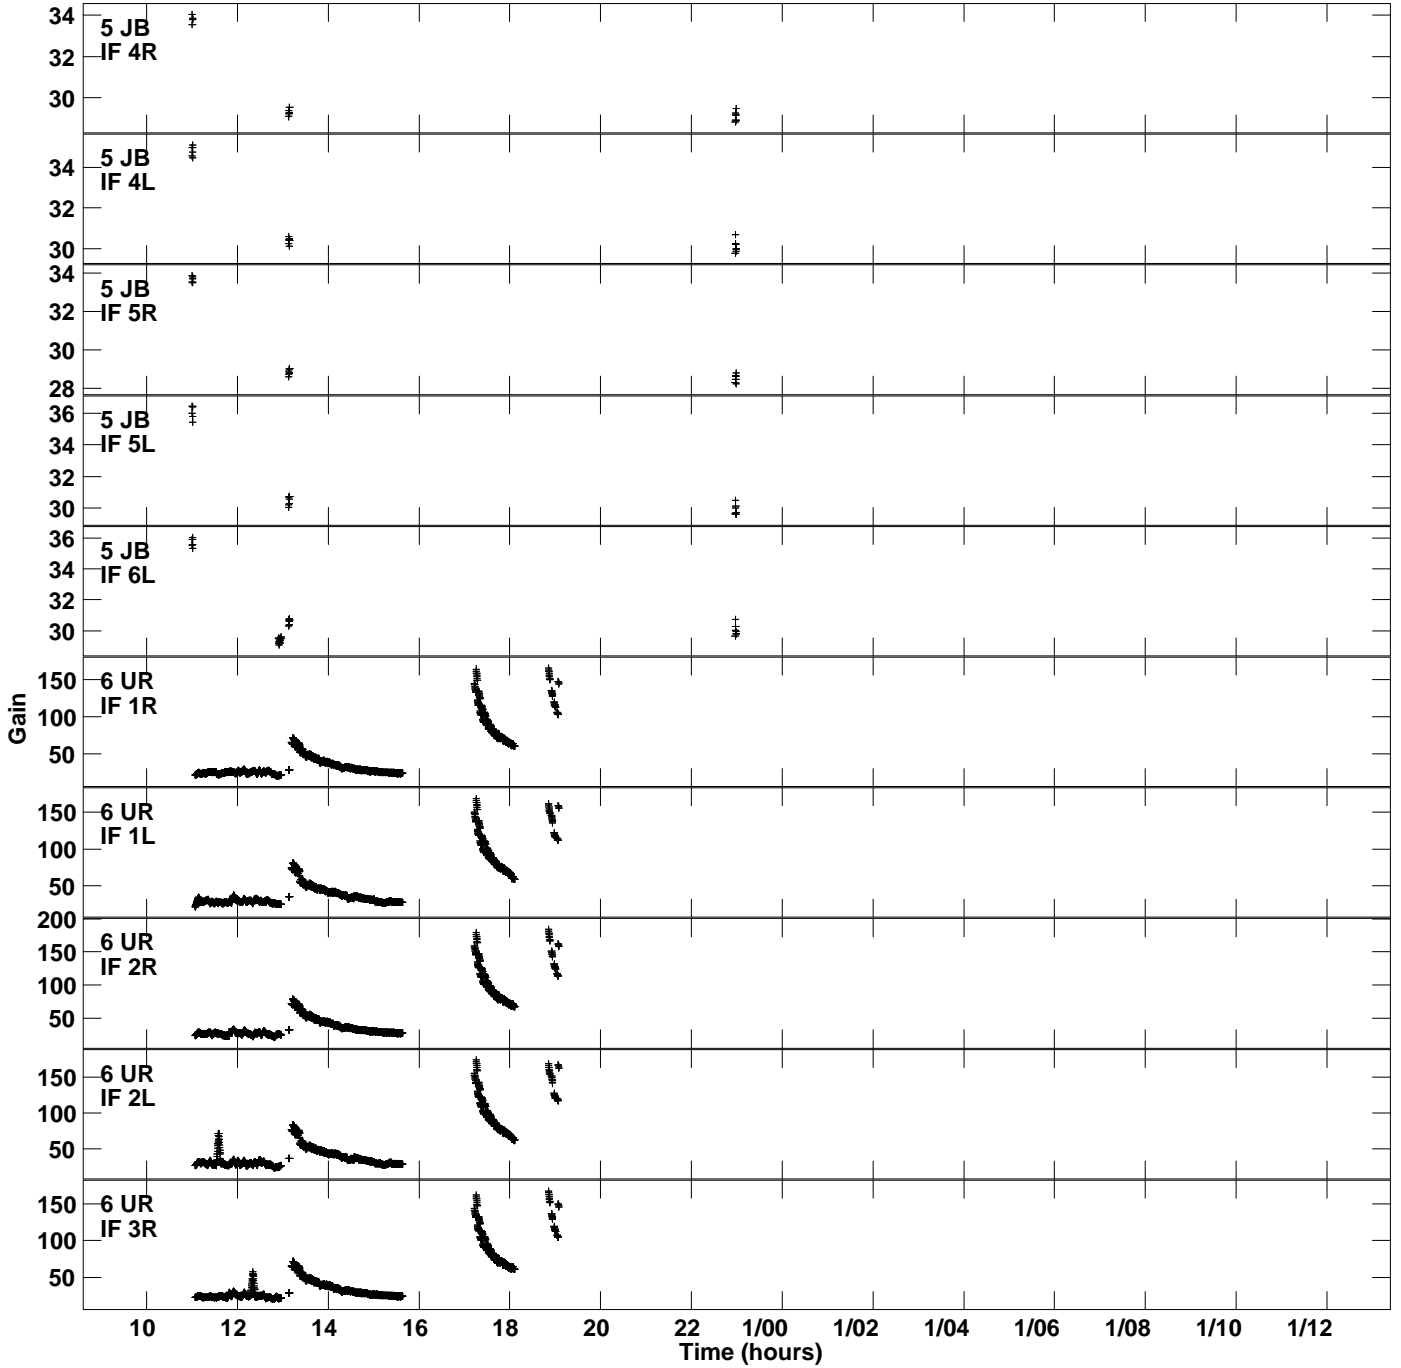 34
5 JB
IF 4R
32
30
5 JB
34
IF 4L
32
30
34
5 JB
IF 5R
32
30
28
36
5 JB
IF 5L
34
32
30
36
5 JB
IF 6L
34
32
30
150
6 UR
IF 1R
100
50
150
6 UR
IF 1L
100
50
200
6 UR
150
IF 2R
100
50
6 UR
150
IF 2L
100
50
6 UR
150
IF 3R
100
50
Gain
10 12 14 16 18 20 22 1/00 1/02 1/04 1/06 1/08 1/10 1/12
Time (hours)